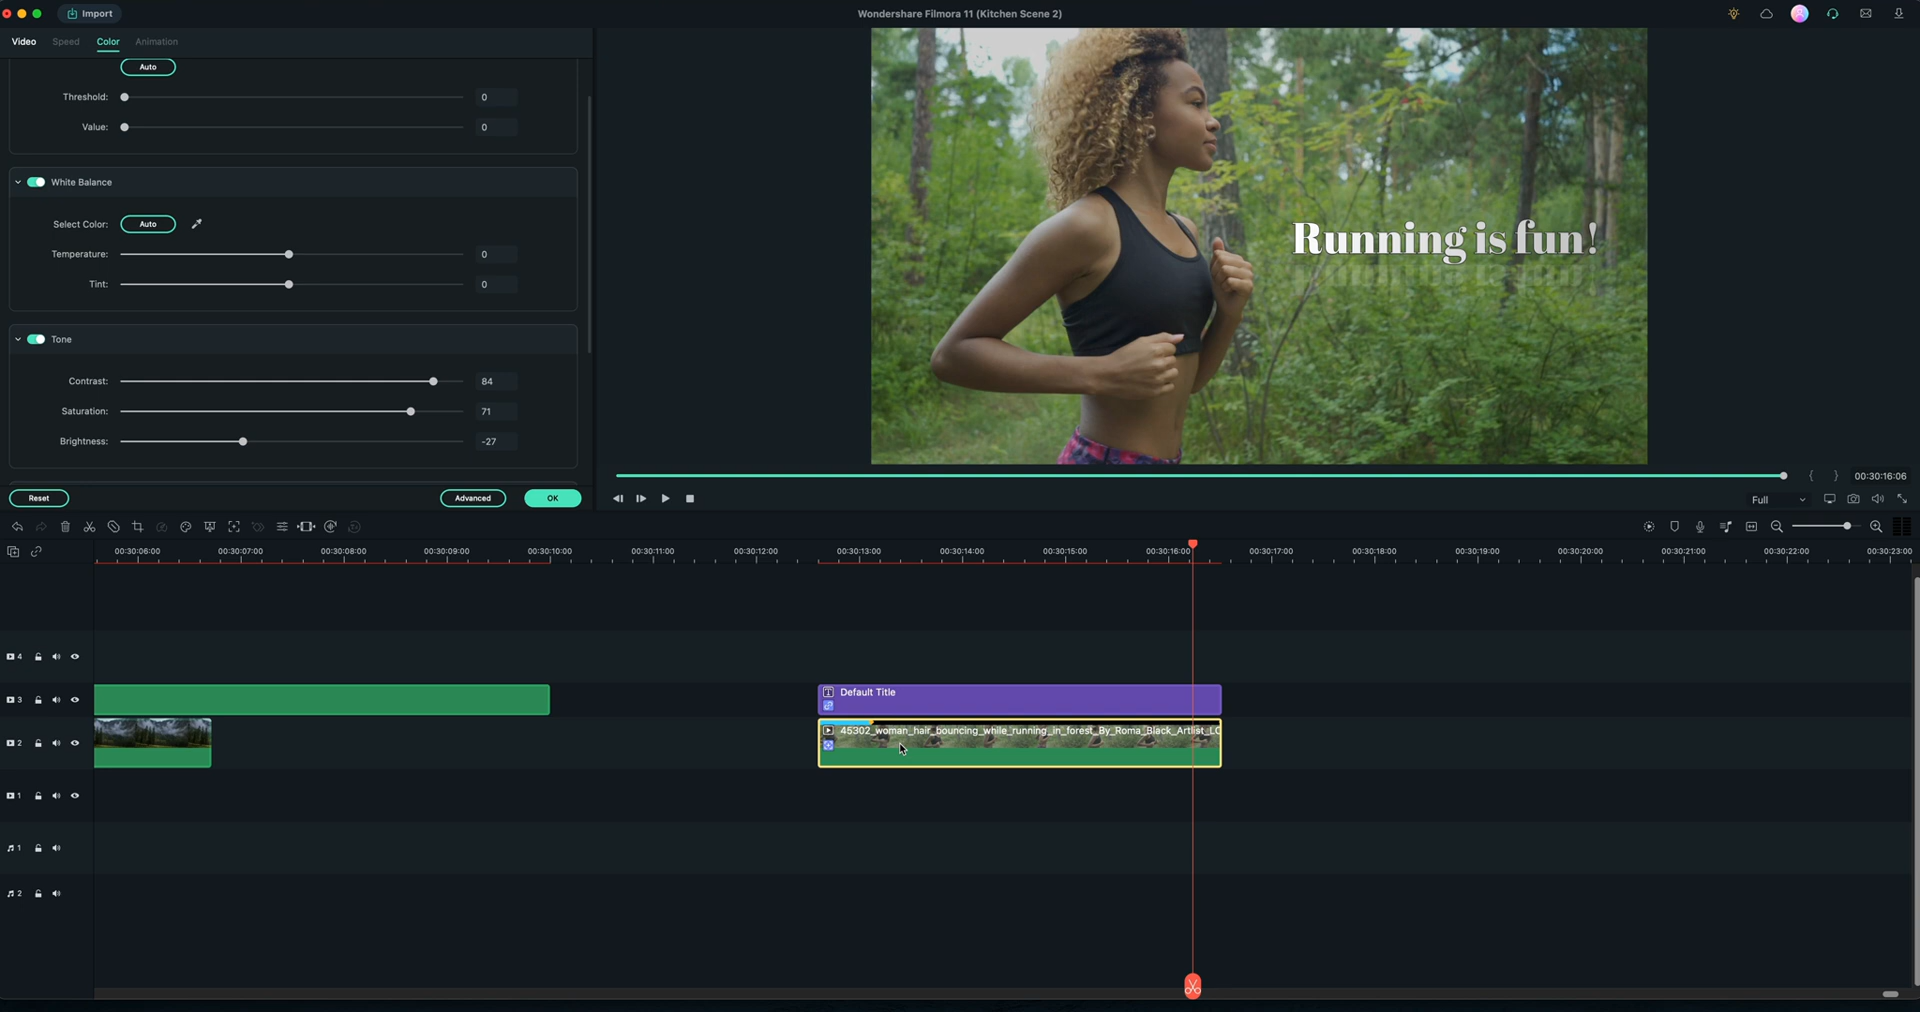 Import
Wondershare Filmora 11 (Kitchen Scene 2)
Video Speed Color Animation
Auto
Threshold: 0
Value: 0
White Balance
Select Color: Auto
Temperature: 0
Tint: 0
Tone
Contrast: 84
Saturation: 71
Brightness: -27
Reset Advanced OK
Running is fun!
00:30:16:06
Full
00:30:06:00 00:30:07:00 00:30:08:00 00:30:09:00 00:30:10:00 00:30:11:00 00:30:12:00 00:30:13:00 00:30:14:00 00:30:15:00 00:30:16:00 00:30:17:00 00:30:18:00 00:30:19:00 00:30:20:00 00:30:21:00 00:30:22:00 00:30:23:00
4
3
Default Title
2
45302_woman_hair_bouncing_while_running_in_forest_By_Roma_Black_Artlist_LC
1
1
2